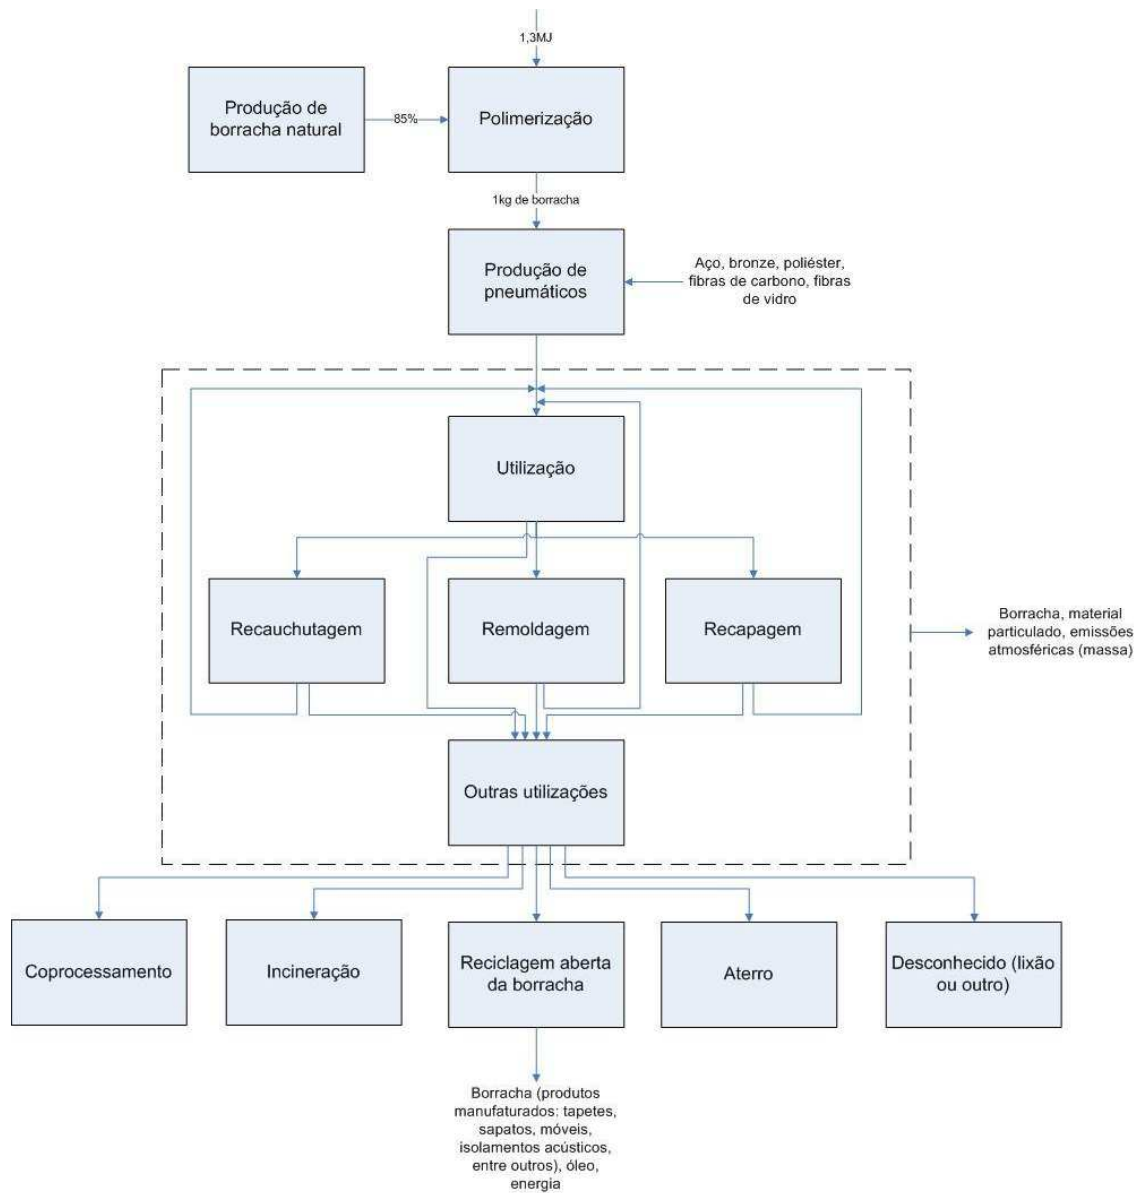 1,3MJ
Produção de
borracha natural
85%
Polimerização
1kg de borracha
Produção de
pneumáticos
Aço, bronze, poliéster,
fibras de carbono, fibras
de vidro
Utilização
Recauchutagem
Remoldagem
Recapagem
Borracha, material
particulado, emissões
atmosféricas (massa)
Outras utilizações
Coprocessamento
Incineração
Reciclagem aberta
da borracha
Aterro
Desconhecido (lixão
ou outro)
Borracha (produtos
manufaturados: tapetes,
sapatos, móveis,
isolamentos acústicos,
entre outros), óleo,
energia